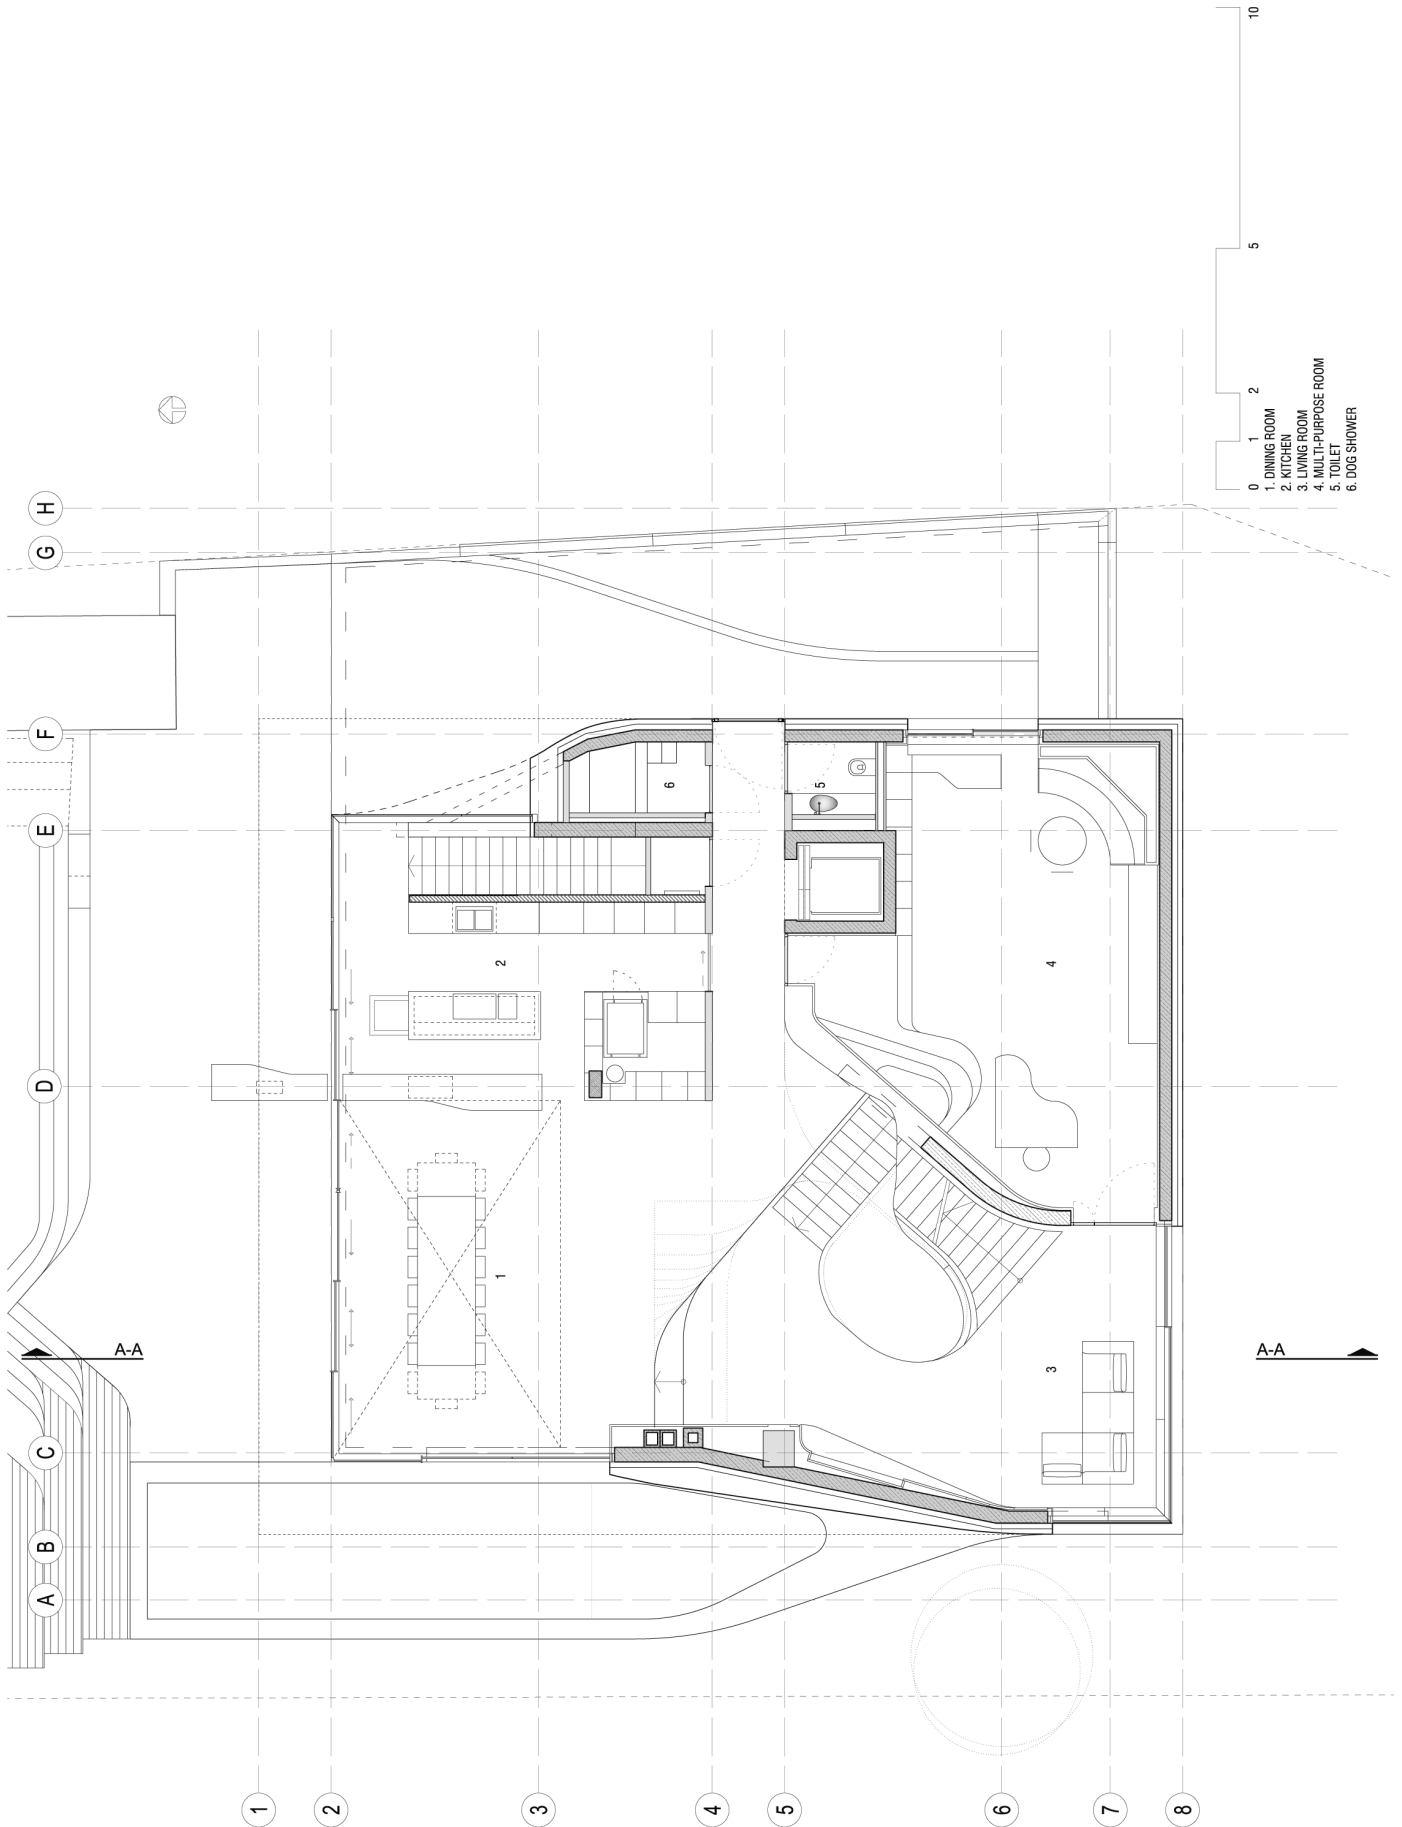 0 1 2 5 10
1. DINING ROOM
2. KITCHEN
3. LIVING ROOM
4. MULTI-PURPOSE ROOM
5. TOILET
6. DOG SHOWER
H
G
F
E
D
C
B
A
6
5
2
4
1
3
A-A
A-A
1
2
3
4
5
6
7
8